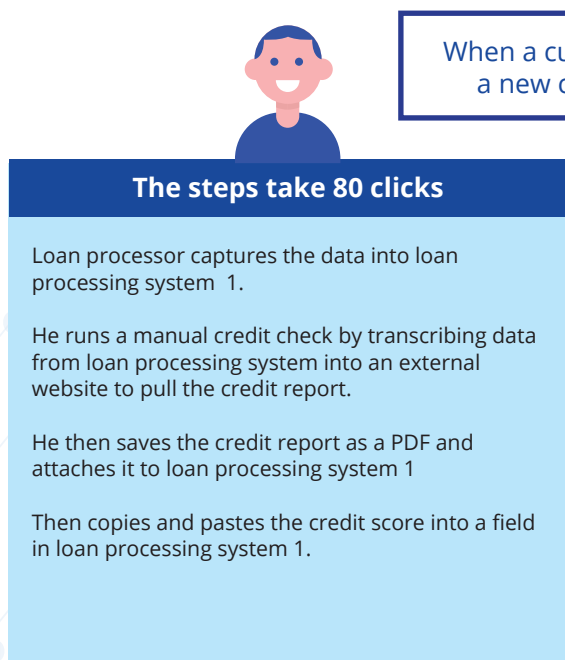 When a
a new
The steps take 80 clicks
Loan processor captures the data into loan
processing system 1.
He runs a manual credit check by transcribing data
from loan processing system into an external
website to pull the credit report.
He then saves the credit report as a PDF and
attaches it to loan processing system 1
Then copies and pastes the credit score into a field
in loan processing system 1.